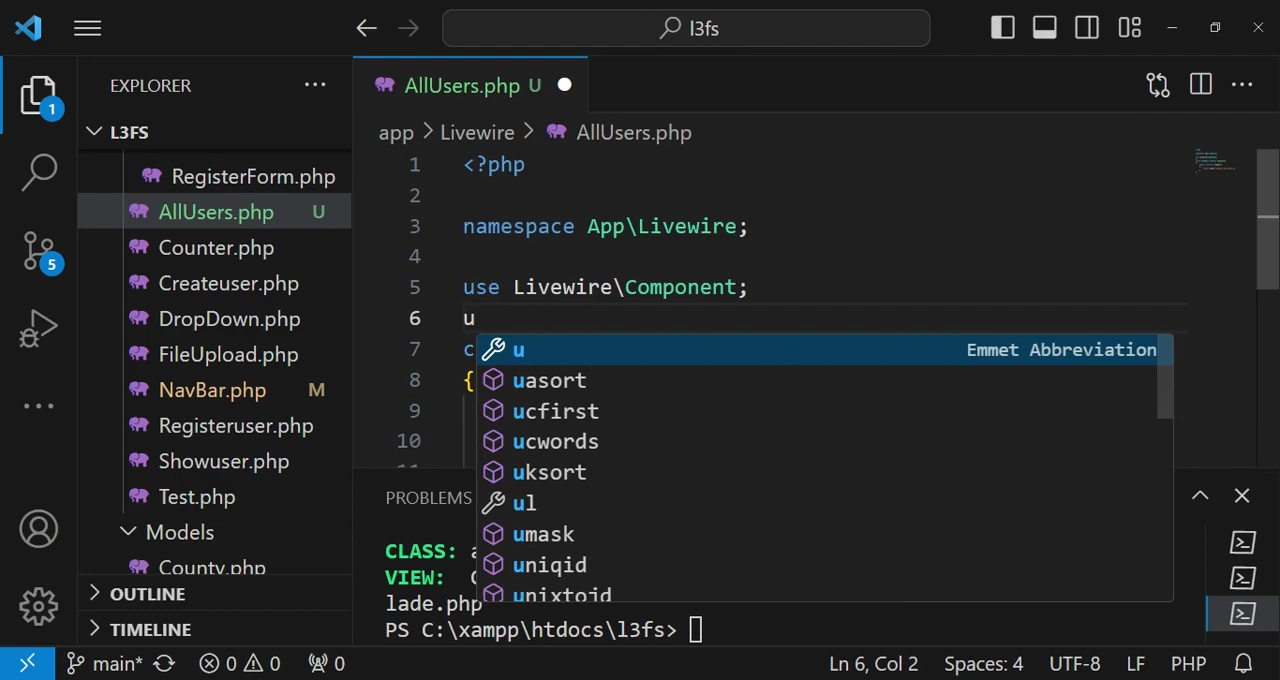 l3fs
EXPLORER
AllUsers.php U
1
L3FS
app > Livewire > AllUsers.php
RegisterForm.php
AllUsers.php U
Counter.php
5
Createuser.php
DropDown.php
FileUpload.php
NavBar.php M
Registeruser.php
Showuser.php
Test.php
Models
County.php
OUTLINE
TIMELINE
1 <?php
2
3 namespace App\Livewire;
4
5 use Livewire\Component;
6 u
7 c
8 {
9
10
11
u Emmet Abbreviation
uasort
ucfirst
ucwords
uksort
ul
umask
uniqid
unixtoid
PROBLEMS
CLASS: a
VIEW: C
lade.php
PS C:\xampp\htdocs\l3fs>
main* 0 0 0 Ln 6, Col 2 Spaces: 4 UTF-8 LF PHP